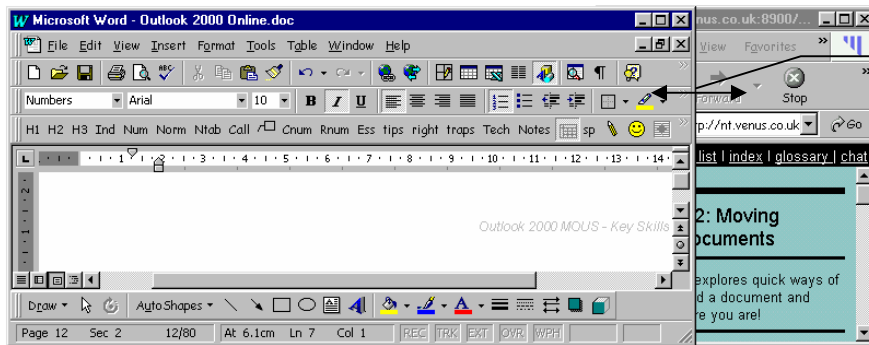 Microsoft Word - Outlook 2000 Online.doc
File Edit View Insert Format Tools Table Window Help
Numbers Arial 10 B I U
H1 H2 H3 Ind Num Norm Ntab Call Cnum Rnum Ess tips right traps Tech Notes sp
1 2 3 4 5 6 7 8 9 10 11 12 13 14
2
1
Outlook 2000 MOUS - Key Skills
Draw AutoShapes
Page 12 Sec 2 12/80 At 6.1cm Ln 7 Col 1 REC TRK EXT OVR WPH
nus.co.uk:8900/...
View Favorites
Forward Stop
p://nt.venus.co.uk Go
list | index | glossary | chat
2: Moving
ocuments
explores quick ways of
d a document and
re you are!